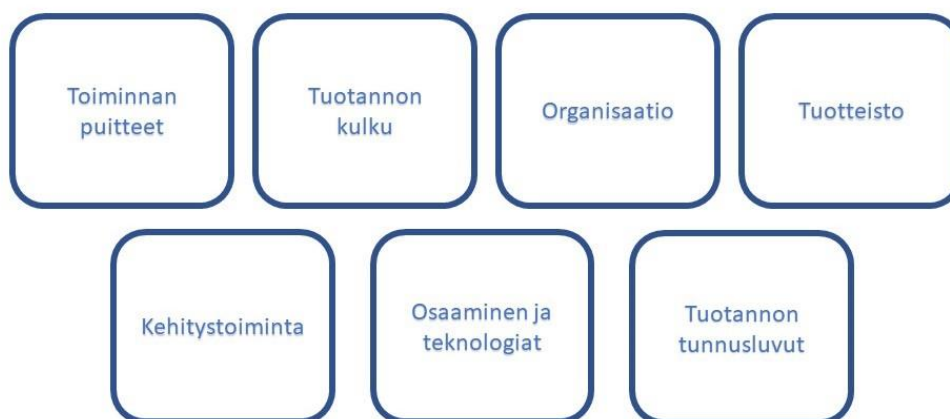 Toiminnan
puitteet
Tuotannon
kulku
Organisaatio
Tuotteisto
Kehitystoiminta
Osaaminen ja
teknologiat
Tuotannon
tunnusluvut